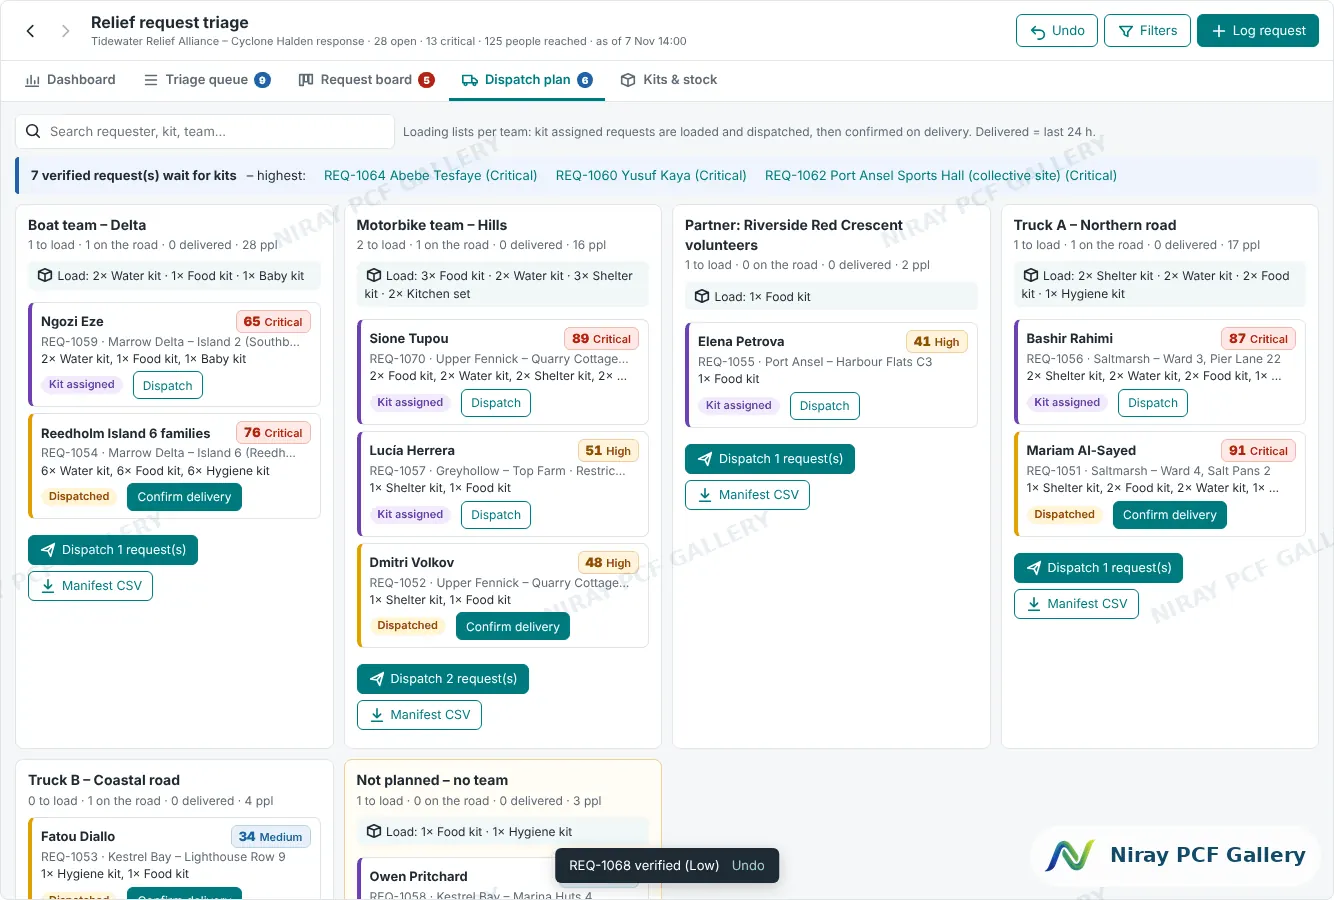 Relief request triage
Tidewater Relief Alliance – Cyclone Halden response · 28 open · 13 critical · 125 people reached · as of 7 Nov 14:00
Undo
Filters
Log request
Dashboard
Triage queue 9
Request board 5
Dispatch plan 6
Kits & stock
Search requester, kit, team...
Loading lists per team: kit assigned requests are loaded and dispatched, then confirmed on delivery. Delivered = last 24 h.
7 verified request(s) wait for kits – highest: REQ-1064 Abebe Tesfaye (Critical) REQ-1060 Yusuf Kaya (Critical) REQ-1062 Port Ansel Sports Hall (collective site) (Critical)
Boat team – Delta
1 to load · 1 on the road · 0 delivered · 28 ppl
Load: 2× Water kit · 1× Food kit · 1× Baby kit
Ngozi Eze 65 Critical
REQ-1059 · Marrow Delta – Island 2 (Southb...
2× Water kit, 1× Food kit, 1× Baby kit
Kit assigned Dispatch
Reedholm Island 6 families 76 Critical
REQ-1054 · Marrow Delta – Island 6 (Reedh...
6× Water kit, 6× Food kit, 6× Hygiene kit
Dispatched Confirm delivery
Dispatch 1 request(s)
Manifest CSV
Motorbike team – Hills
2 to load · 1 on the road · 0 delivered · 16 ppl
Load: 3× Food kit · 2× Water kit · 3× Shelter
kit · 2× Kitchen set
Sione Tupou 89 Critical
REQ-1070 · Upper Fennick – Quarry Cottage...
2× Food kit, 2× Water kit, 2× Shelter kit, 2× ...
Kit assigned Dispatch
Lucía Herrera 51 High
REQ-1057 · Greyhollow – Top Farm · Restric...
1× Shelter kit, 1× Food kit
Kit assigned Dispatch
Dmitri Volkov 48 High
REQ-1052 · Upper Fennick – Quarry Cottage...
1× Shelter kit, 1× Food kit
Dispatched Confirm delivery
Dispatch 2 request(s)
Manifest CSV
Partner: Riverside Red Crescent
volunteers
1 to load · 0 on the road · 0 delivered · 2 ppl
Load: 1× Food kit
Elena Petrova 41 High
REQ-1055 · Port Ansel – Harbour Flats C3
1× Food kit
Kit assigned Dispatch
Dispatch 1 request(s)
Manifest CSV
Truck A – Northern road
1 to load · 1 on the road · 0 delivered · 17 ppl
Load: 2× Shelter kit · 2× Water kit · 2× Food
kit · 1× Hygiene kit
Bashir Rahimi 87 Critical
REQ-1056 · Saltmarsh – Ward 3, Pier Lane 22
2× Shelter kit, 2× Water kit, 2× Food kit, 1× ...
Kit assigned Dispatch
Mariam Al-Sayed 91 Critical
REQ-1051 · Saltmarsh – Ward 4, Salt Pans 2
1× Shelter kit, 2× Food kit, 2× Water kit, 1× ...
Dispatched Confirm delivery
Dispatch 1 request(s)
Manifest CSV
Truck B – Coastal road
0 to load · 1 on the road · 0 delivered · 4 ppl
Fatou Diallo 34 Medium
REQ-1053 · Kestrel Bay – Lighthouse Row 9
1× Hygiene kit, 1× Food kit
Dispatched Confirm delivery
Not planned – no team
1 to load · 0 on the road · 0 delivered · 3 ppl
Load: 1× Food kit · 1× Hygiene kit
Owen Pritchard
REQ-1058 · Kestrel Bay – Marina Huts 4
REQ-1068 verified (Low) Undo
Niray PCF Gallery
NIRAY PCF GALLERY
NIRAY PCF GALLERY
NIRAY PCF GALLERY
NIRAY PCF GALL